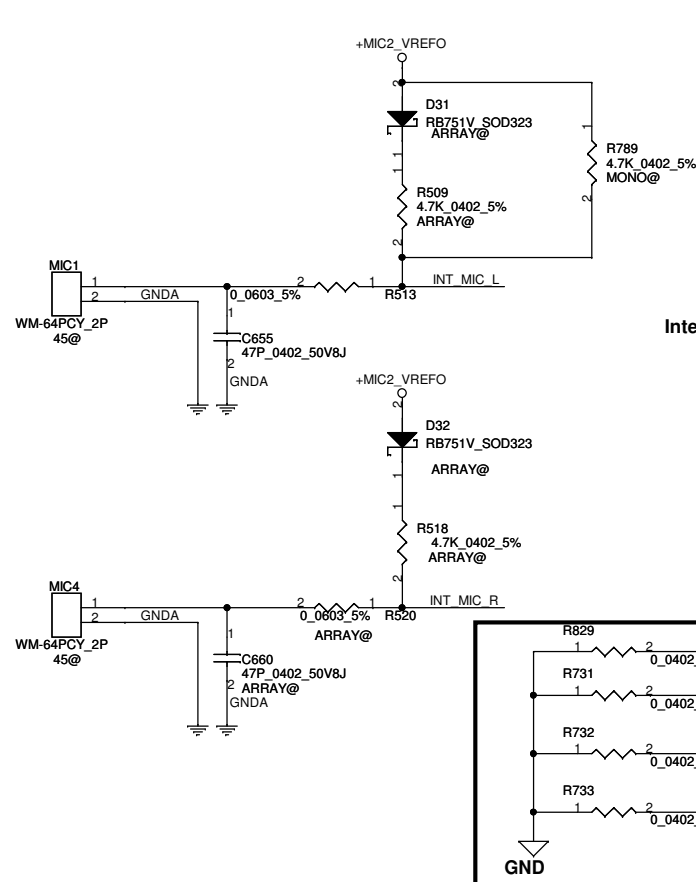 +MIC2_VREFO
2
D31
RB751V_SOD323
ARRAY@
1
1
R509
4.7K_0402_5%
ARRAY@
2
1
R789
4.7K_0402_5%
MONO@
2
MIC1
1
2
GNDA
WM-64PCY_2P
45@
2
1
0_0603_5%
R513
INT_MIC_L
1
C655
47P_0402_50V8J
2
GNDA
Inte
+MIC2_VREFO
2
D32
RB751V_SOD323
ARRAY@
1
1
R518
4.7K_0402_5%
ARRAY@
2
MIC4
1
2
GNDA
WM-64PCY_2P
45@
2
1
0_0603_5%
R520
ARRAY@
INT_MIC_R
1
C660
47P_0402_50V8J
2
ARRAY@
GNDA
R829
1
2
0_0402_
R731
1
2
0_0402_
R732
1
2
0_0402_
R733
1
2
0_0402_
GND